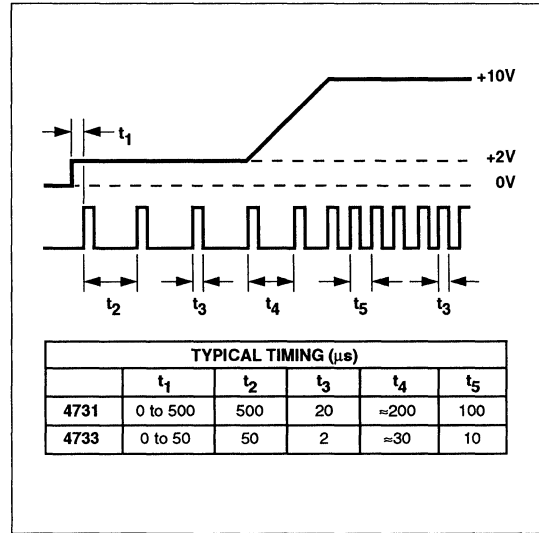 +10V
t1
+2V
0V
t2 t3 t4 t5 t3
TYPICAL TIMING (μs)
t1 t2 t3 t4 t5
4731 0 to 500 500 20 ≈200 100
4733 0 to 50 50 2 ≈30 10